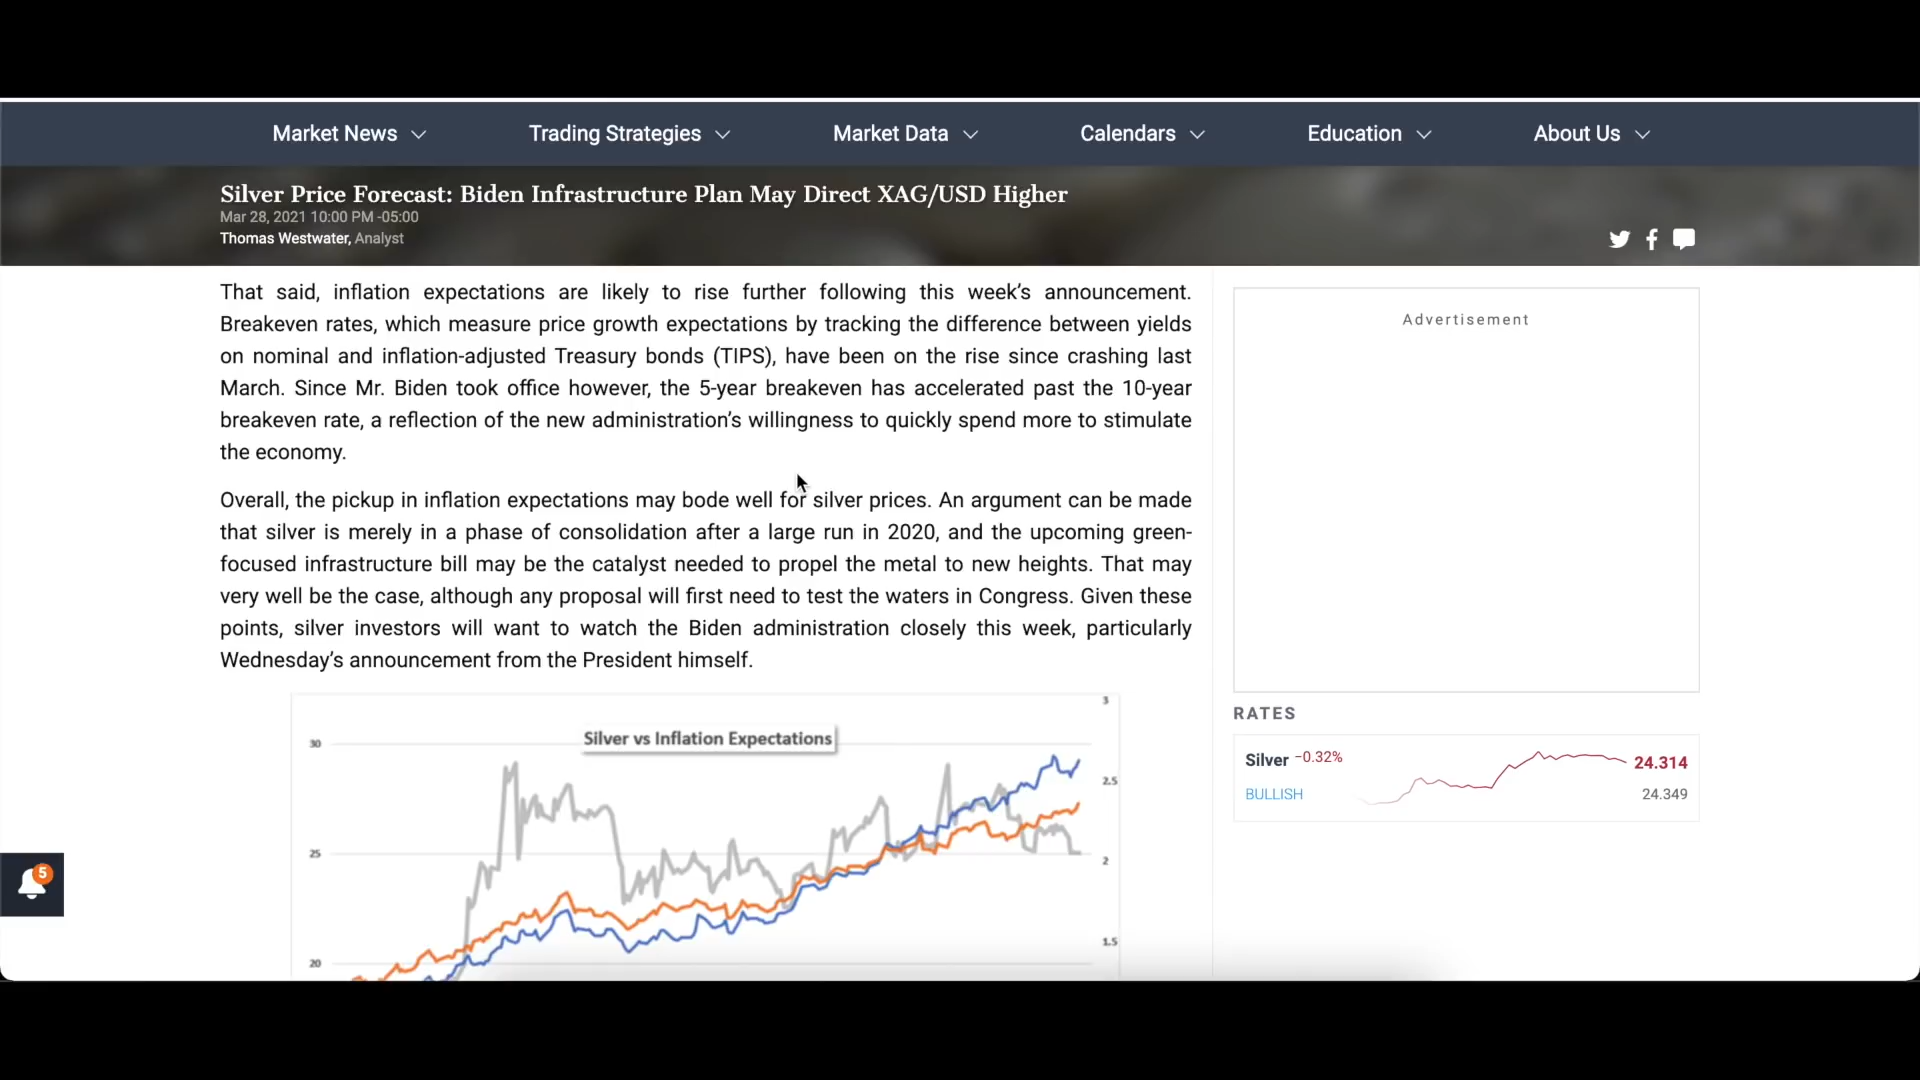 Market News Trading Strategies Market Data Calendars Education About Us
Silver Price Forecast: Biden Infrastructure Plan May Direct XAG/USD Higher
Mar 28, 2021 10:00 PM -05:00
Thomas Westwater, Analyst
That said, inflation expectations are likely to rise further following this week’s announcement.
Breakeven rates, which measure price growth expectations by tracking the difference between yields
on nominal and inflation-adjusted Treasury bonds (TIPS), have been on the rise since crashing last
March. Since Mr. Biden took office however, the 5-year breakeven has accelerated past the 10-year
breakeven rate, a reflection of the new administration’s willingness to quickly spend more to stimulate
the economy.
Overall, the pickup in inflation expectations may bode well for silver prices. An argument can be made
that silver is merely in a phase of consolidation after a large run in 2020, and the upcoming green-
focused infrastructure bill may be the catalyst needed to propel the metal to new heights. That may
very well be the case, although any proposal will first need to test the waters in Congress. Given these
points, silver investors will want to watch the Biden administration closely this week, particularly
Wednesday’s announcement from the President himself.
Silver vs Inflation Expectations
30
25
20
3
2.5
2
1.5
Advertisement
RATES
Silver -0.32% 24.314
BULLISH 24.349
5